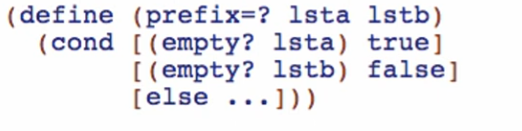 (define (prefix=? lsta lstb)
(cond [(empty? lsta) true]
[(empty? lstb) false]
[else ...]))